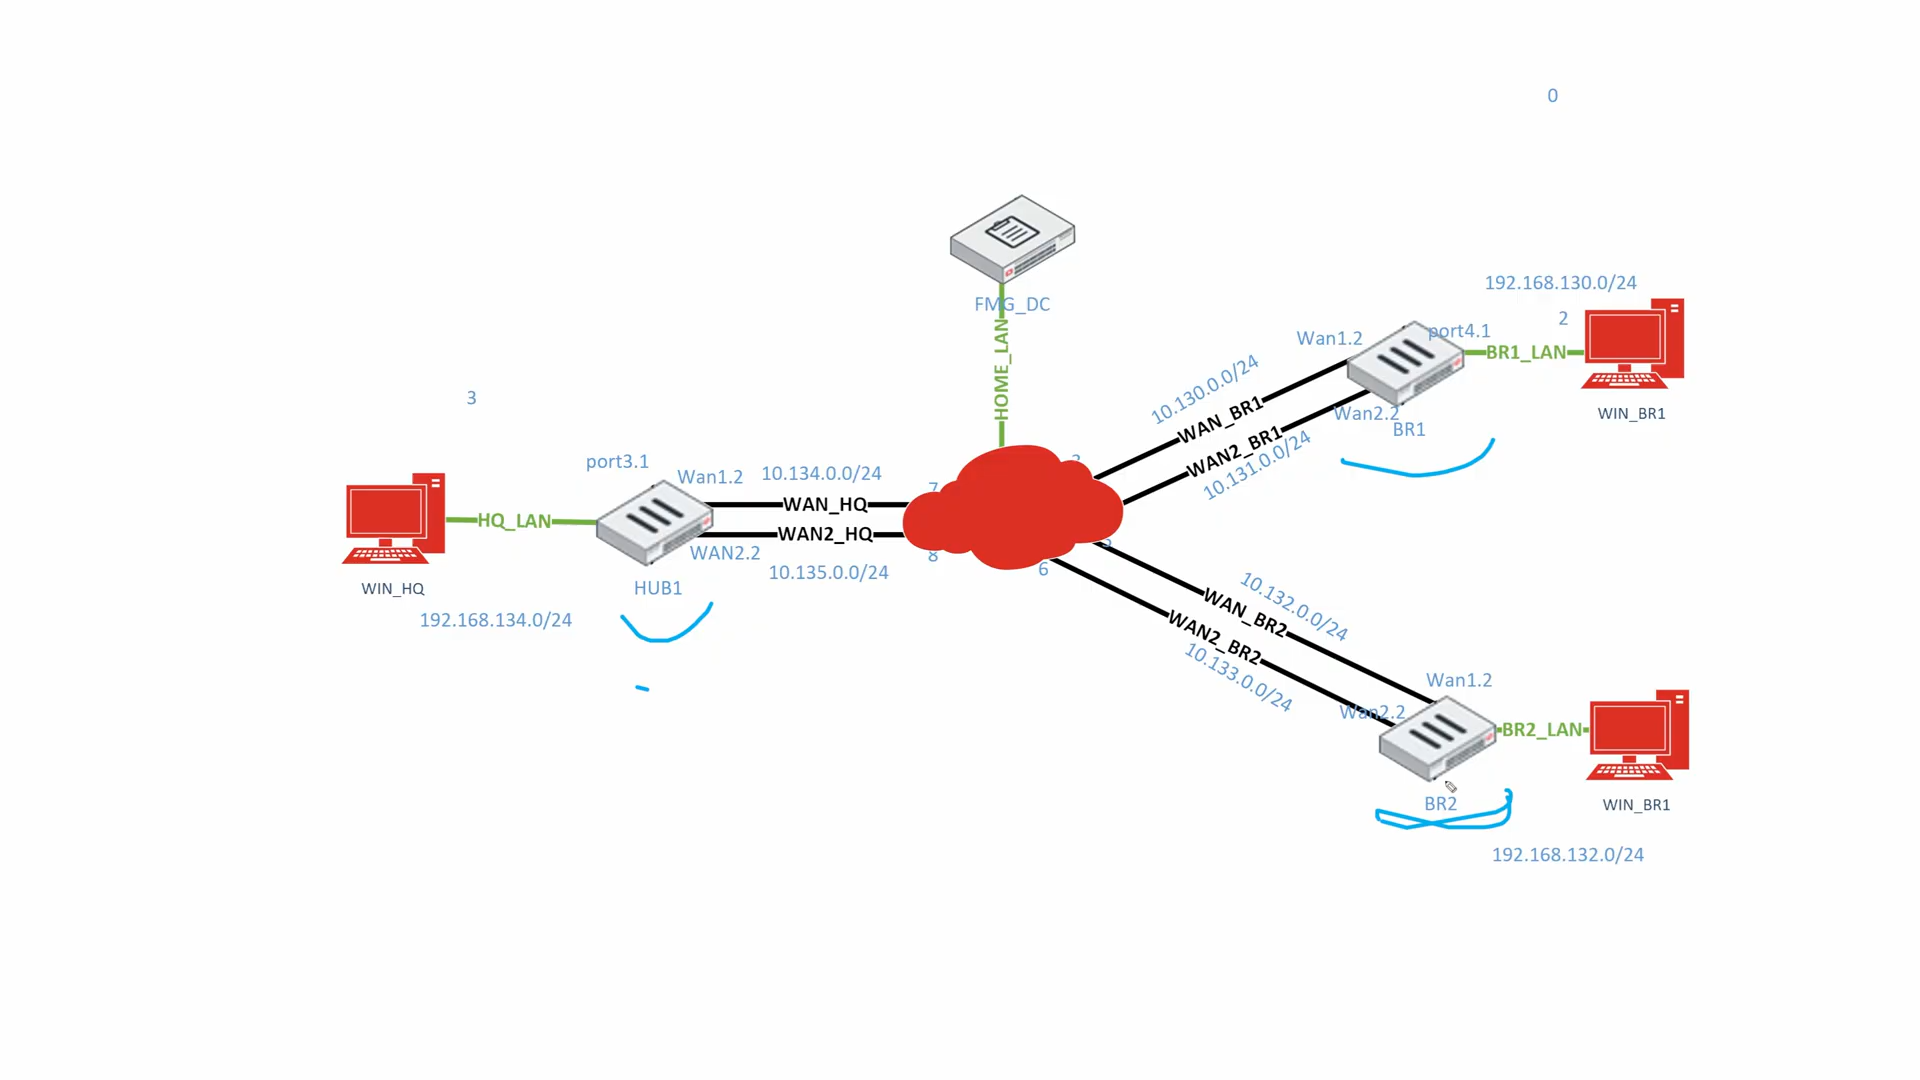 0
FMG_DC
HOME_LAN
192.168.130.0/24
2
Wan1.2
port4.1
BR1_LAN
10.130.0.0/24
WAN_BR1
Wan2.2
WIN_BR1
BR1
WAN2_BR1
10.131.0.0/24
3
port3.1
Wan1.2
10.134.0.0/24
7
HQ_LAN
WAN_HQ
WAN2_HQ
WAN2.2
8
6
10.135.0.0/24
WIN_HQ
HUB1
192.168.134.0/24
10.132.0.0/24
WAN_BR2
WAN2_BR2
10.133.0.0/24
Wan1.2
Wan2.2
BR2_LAN
BR2
WIN_BR1
192.168.132.0/24